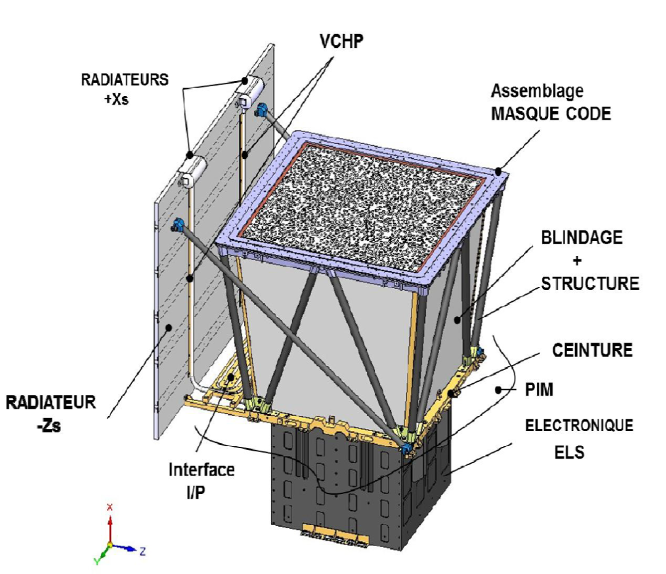 VCHP
RADIATEURS
+Xs
Assemblage
MASQUE CODE
BLINDAGE
+
STRUCTURE
CEINTURE
PIM
RADIATEUR
-Zs
ELECTRONIQUE
ELS
Interface
I/P
X
Y
Z